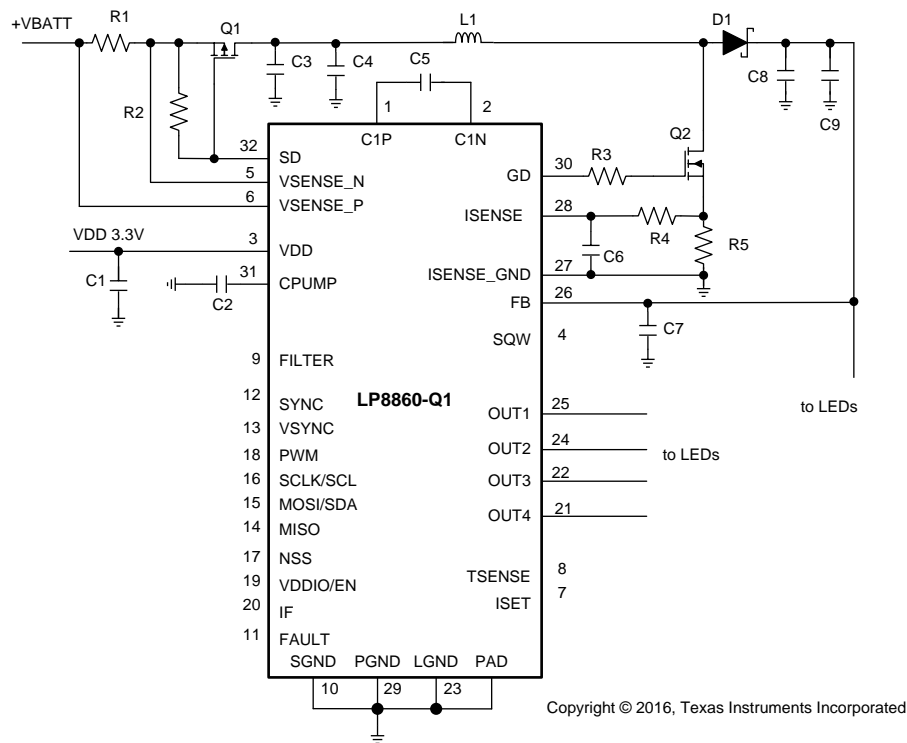 +VBATT
R1
Q1
L1
D1
R2
C3
C4
C5
C8
C9
1
2
C1P
C1N
Q2
32
SD
5
VSENSE_N
6
VSENSE_P
GD
30
R3
ISENSE
28
R4
R5
VDD 3.3V
3
VDD
C1
31
CPUMP
C2
C6
ISENSE_GND
27
FB
26
SQW
4
C7
9
FILTER
12
SYNC
LP8860-Q1
13
VSYNC
18
PWM
16
SCLK/SCL
15
MOSI/SDA
14
MISO
17
NSS
19
VDDIO/EN
20
IF
11
FAULT
OUT1
25
OUT2
24
OUT3
22
OUT4
21
to LEDs
to LEDs
TSENSE
8
ISET
7
SGND
PGND
LGND
PAD
10
29
23
Copyright © 2016, Texas Instruments Incorporated